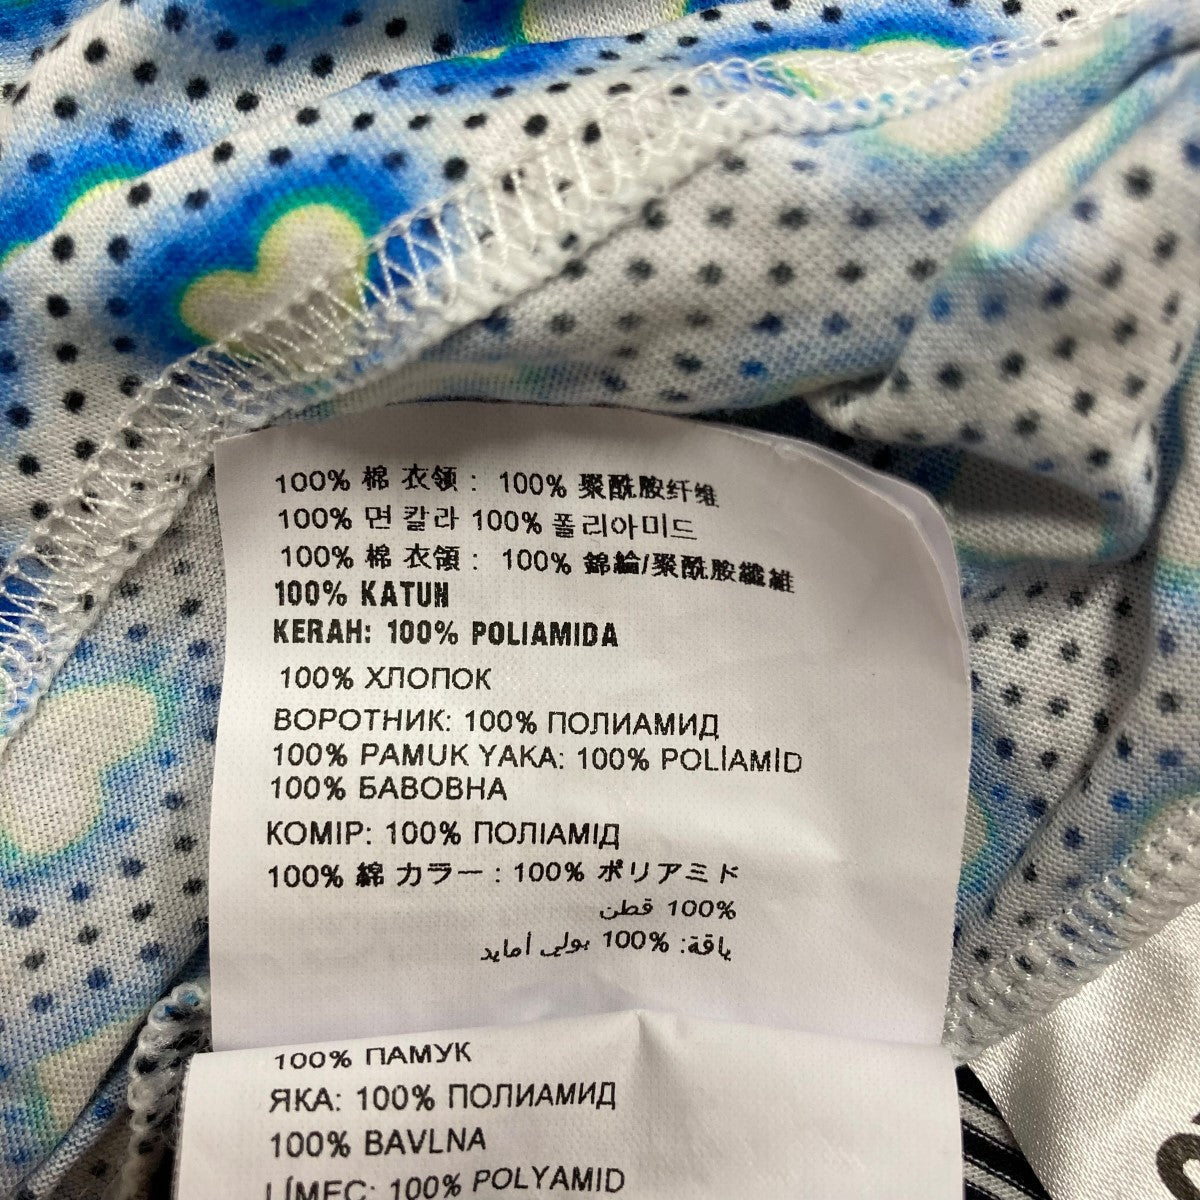 100% 棉 衣领 : 100% 聚酰胺纤维
100% 면 칼라 100% 폴리아미드
100% 棉 衣領 : 100% 錦綸/聚酰胺纖維
100% KATUN
KERAH: 100% POLIAMIDA
100% ХЛОПОК
ВОРОТНИК: 100% ПОЛИАМИД
100% PAMUK YAKA: 100% POLİAMİD
100% БАВОВНА
КОМІР: 100% ПОЛІАМІД
100% 綿 カラー : 100% ポリアミド
100% قطن
ياقة: 100% بولي أمايد
100% ПАМУК
ЯКА: 100% ПОЛИАМИД
100% BAVLNA
LÍMEC: 100% POLYAMID